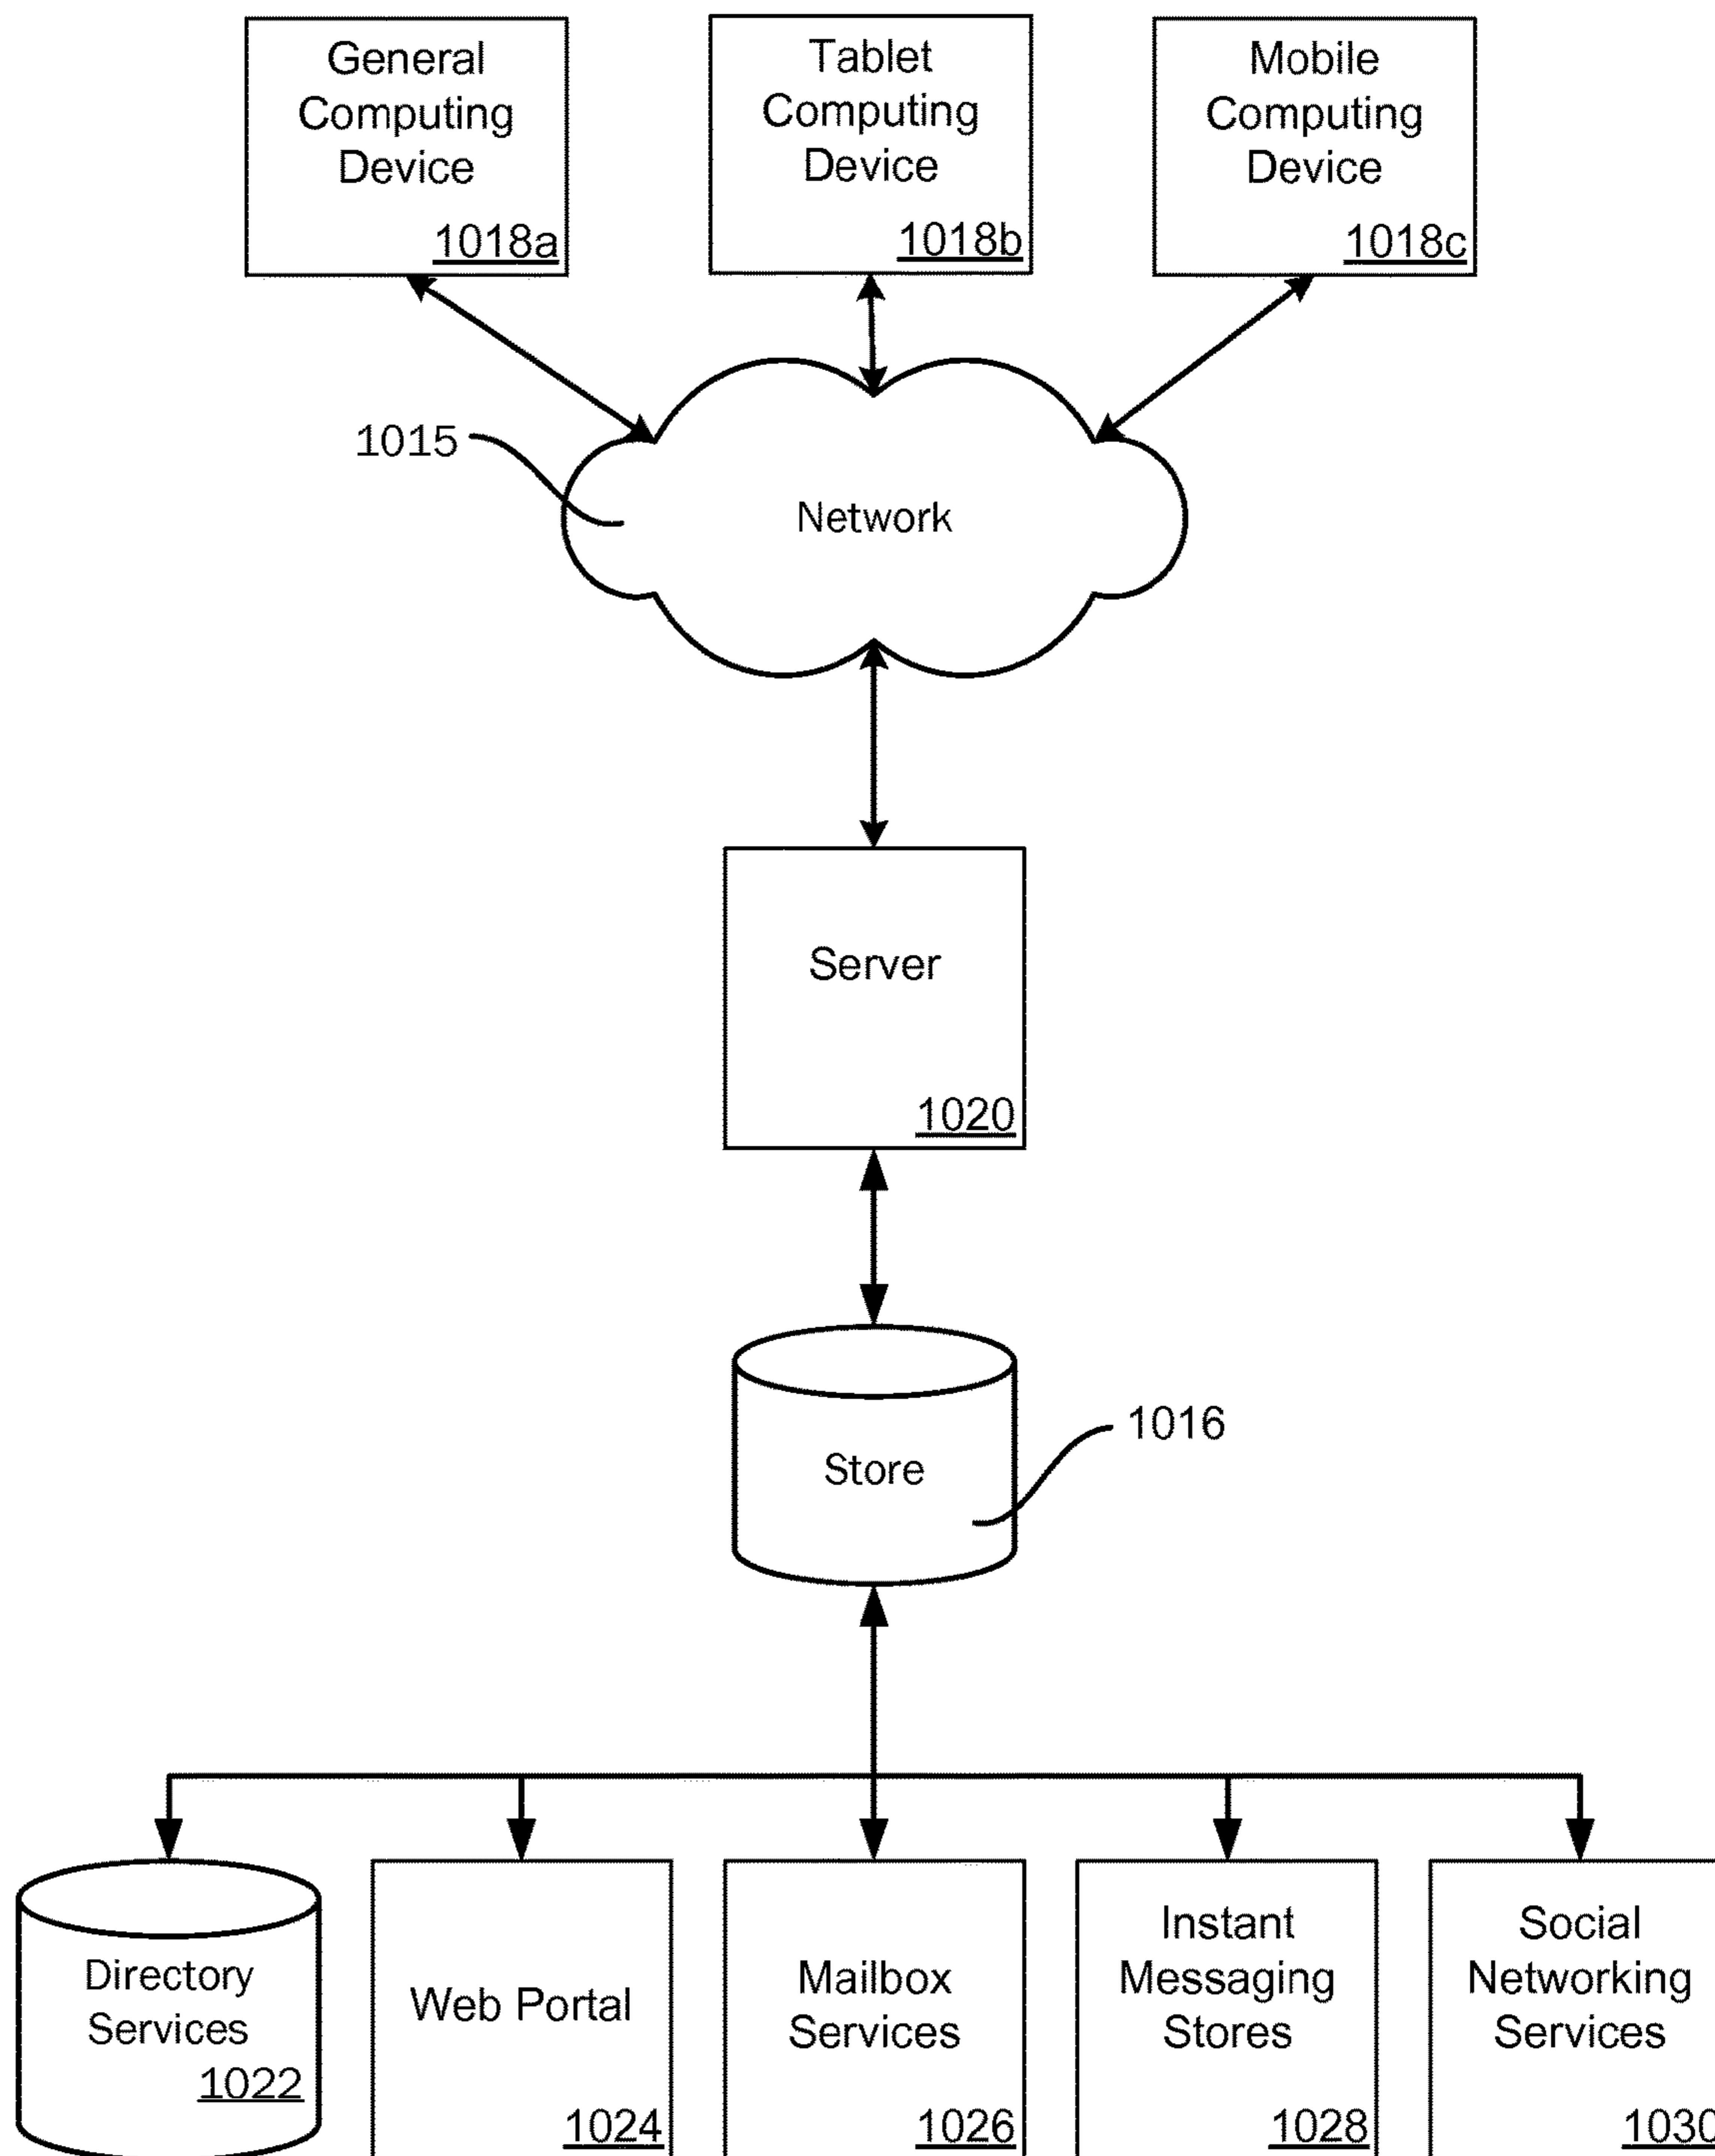 General
Computing
Device
1018a
Tablet
Computing
Device
1018b
Mobile
Computing
Device
1018c
1015
Network
Server
1020
Store
1016
Directory
Services
1022
Web Portal
1024
Mailbox
Services
1026
Instant
Messaging
Stores
1028
Social
Networking
Services
1030